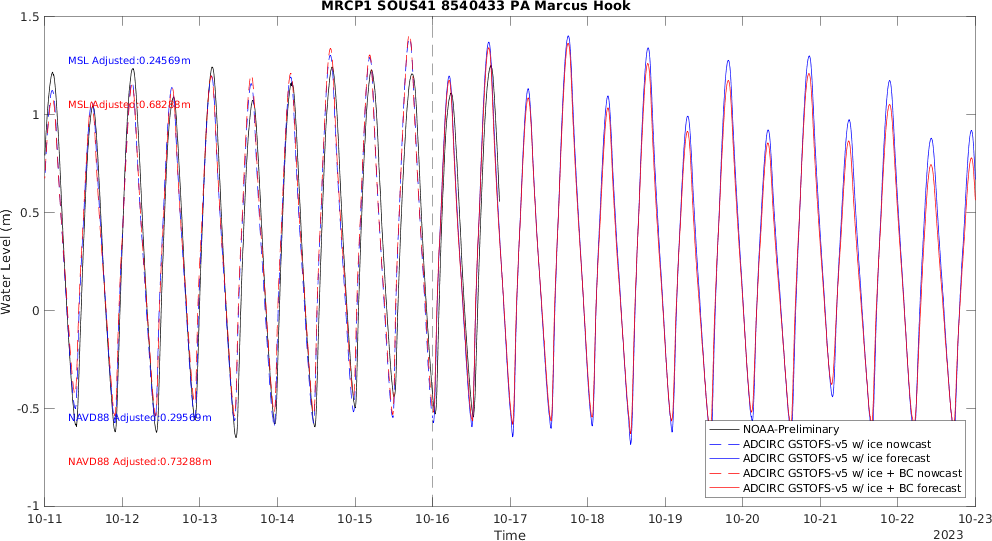 MRCP1 SOUS41 8540433 PA Marcus Hook
1.5
MSL Adjusted:0.24569m
MSL Adjusted:0.68288m
1
0.5
Water Level (m)
0
-0.5
NAVD88 Adjusted:0.29569m
NAVD88 Adjusted:0.73288m
-1
NOAA-Preliminary
ADCIRC GSTOFS-v5 w/ ice nowcast
ADCIRC GSTOFS-v5 w/ ice forecast
ADCIRC GSTOFS-v5 w/ ice + BC nowcast
ADCIRC GSTOFS-v5 w/ ice + BC forecast
10-11 10-12 10-13 10-14 10-15 10-16 10-17 10-18 10-19 10-20 10-21 10-22 10-23
Time
2023